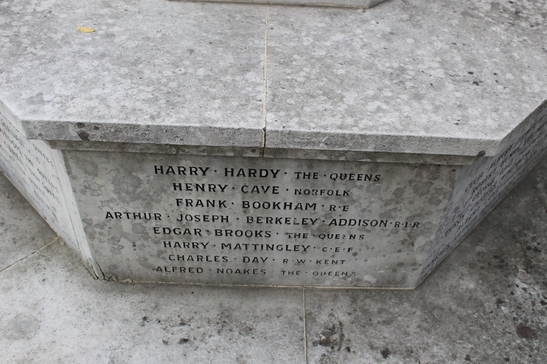 HARRY · HARDY · THE · QUEENS
HENRY · CAVE · NORFOLK
FRANK · BOOKHAM · R·E
ARTHUR · JOSEPH · BERKELEY · ADDISON · R·I·R
EDGAR · BROOKS · THE · QUEENS
HARRY · MATTINGLEY · C·E·F
CHARLES · DAY · R·W·KENT
ALFRED · NOAKES THE · QUEENS